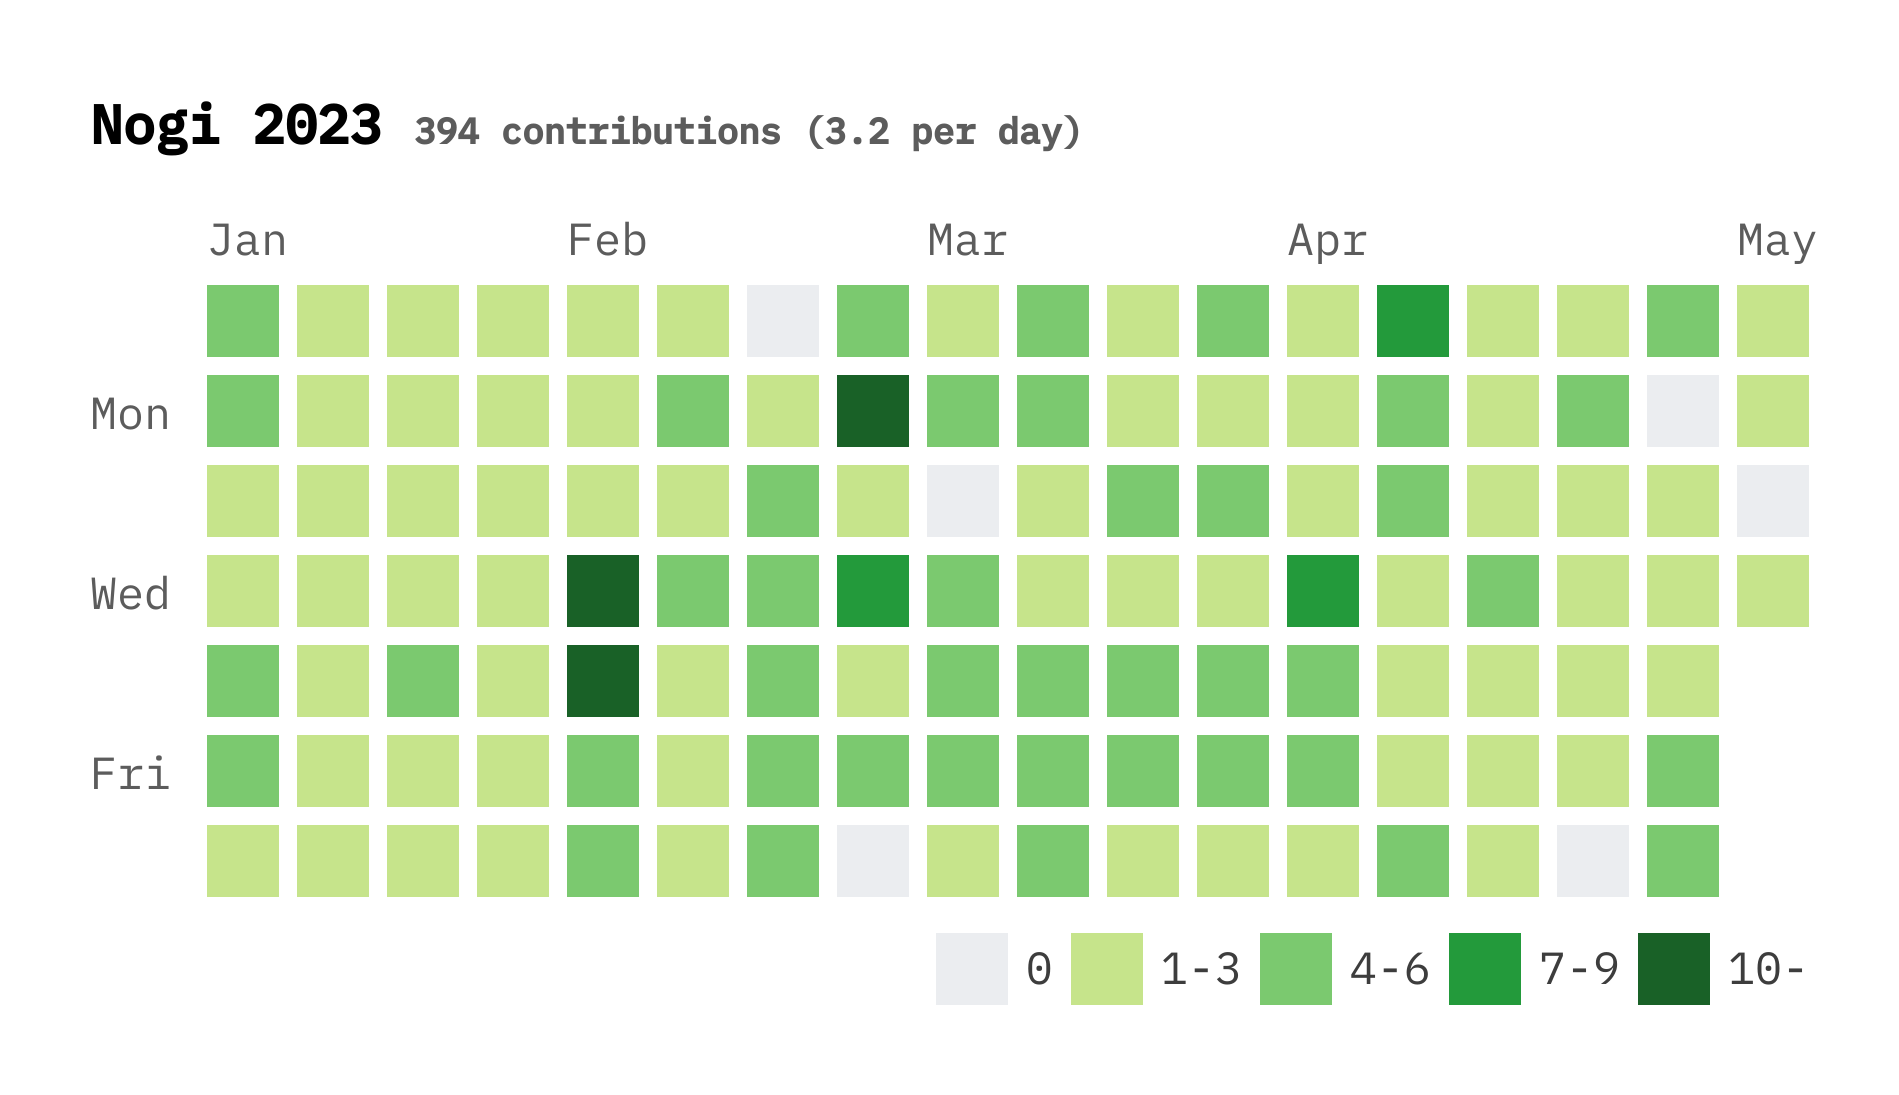 Nogi 2023 394 contributions (3.2 per day)
Jan Feb Mar Apr May
Mon
Wed
Fri
0 1-3 4-6 7-9 10-